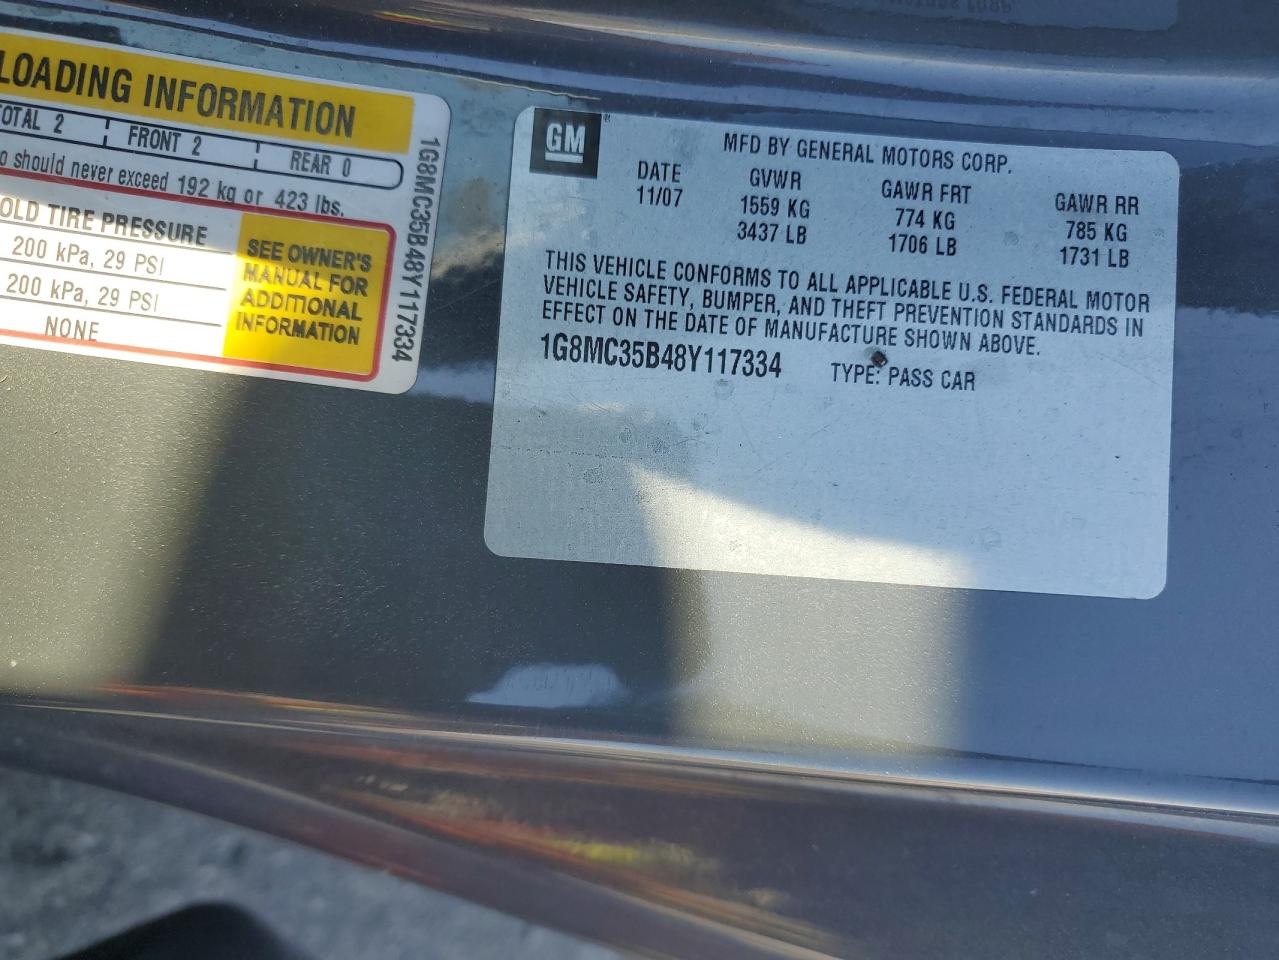 LOADING INFORMATION
TOTAL 2 FRONT 2 REAR 0
should never exceed 192 kg or 423 lbs.
OLD TIRE PRESSURE
200 kPa, 29 PSI
200 kPa, 29 PSI
NONE
SEE OWNER'S
MANUAL FOR
ADDITIONAL
INFORMATION
1G8MC35B48Y117334
GM
MFD BY GENERAL MOTORS CORP.
DATE GVWR GAWR FRT GAWR RR
11/07 1559 KG 774 KG 785 KG
3437 LB 1706 LB 1731 LB
THIS VEHICLE CONFORMS TO ALL APPLICABLE U.S. FEDERAL MOTOR
VEHICLE SAFETY, BUMPER, AND THEFT PREVENTION STANDARDS IN
EFFECT ON THE DATE OF MANUFACTURE SHOWN ABOVE.
1G8MC35B48Y117334 TYPE: PASS CAR